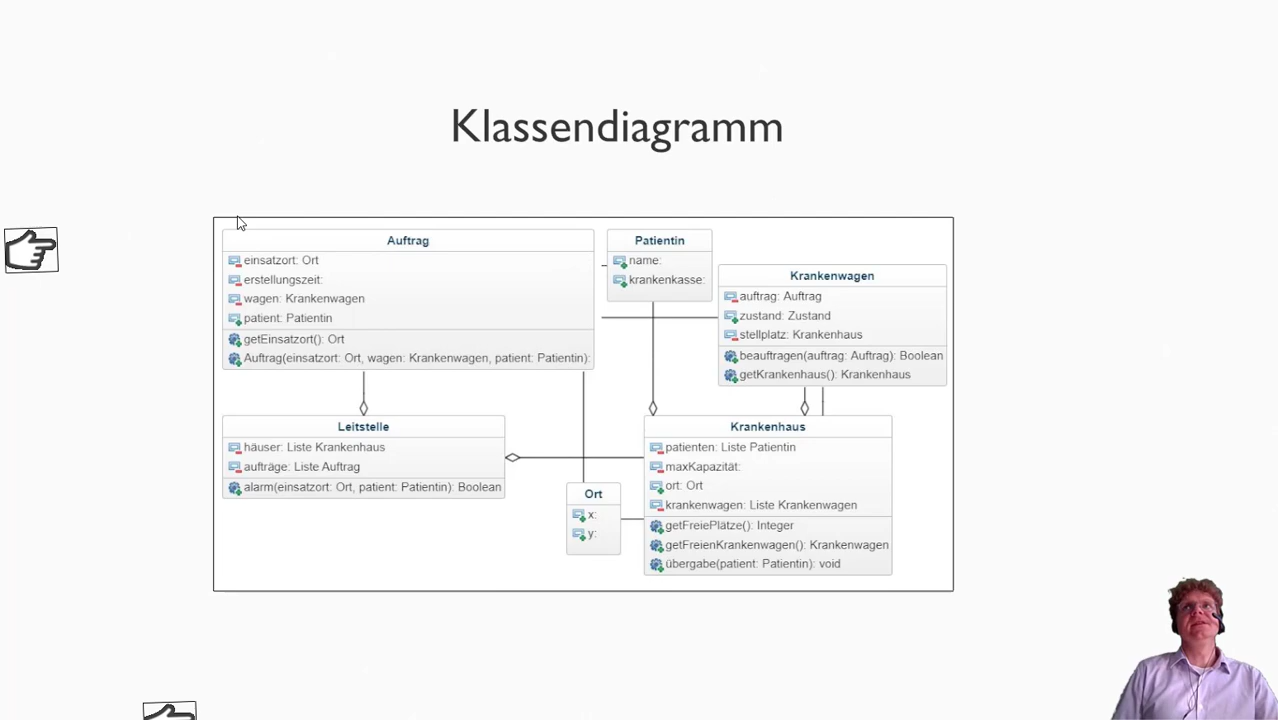 Klassendiagramm
Auftrag
einsatzort: Ort
erstellungszeit:
wagen: Krankenwagen
patient: Patientin
getEinsatzort(): Ort
Auftrag(einsatzort: Ort, wagen: Krankenwagen, patient: Patientin):
Patientin
name:
krankenkasse:
Krankenwagen
auftrag: Auftrag
zustand: Zustand
stellplatz: Krankenhaus
beauftragen(auftrag: Auftrag): Boolean
getKrankenhaus(): Krankenhaus
Leitstelle
häuser: Liste Krankenhaus
aufträge: Liste Auftrag
alarm(einsatzort: Ort, patient: Patientin): Boolean
Ort
x:
y:
Krankenhaus
patienten: Liste Patientin
maxKapazität:
ort: Ort
krankenwagen: Liste Krankenwagen
getFreiePlätze(): Integer
getFreienKrankenwagen(): Krankenwagen
übergabe(patient: Patientin): void